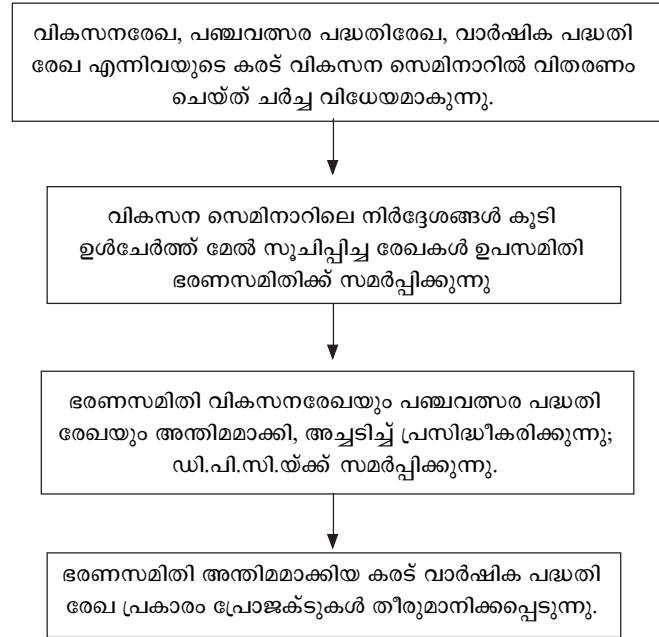 വികസനരേഖ, പഞ്ചവത്സര പദ്ധതിരേഖ, വാർഷിക പദ്ധതി
രേഖ എന്നിവയുടെ കരട് വികസന സെമിനാറിൽ വിതരണം
ചെയ്ത് ചർച്ച വിധേയമാകുന്നു.
വികസന സെമിനാറിലെ നിർദ്ദേശങ്ങൾ കൂടി
ഉൾചേർത്ത് മേൽ സൂചിപ്പിച്ച രേഖകൾ ഉപസമിതി
ഭരണസമിതിക്ക് സമർപ്പിക്കുന്നു
ഭരണസമിതി വികസനരേഖയും പഞ്ചവത്സര പദ്ധതി
രേഖയും അന്തിമമാക്കി, അച്ചടിച്ച് പ്രസിദ്ധീകരിക്കുന്നു;
ഡി.പി.സി.യ്ക്ക് സമർപ്പിക്കുന്നു.
ഭരണസമിതി അന്തിമമാക്കിയ കരട് വാർഷിക പദ്ധതി
രേഖ പ്രകാരം പ്രോജക്ടുകൾ തീരുമാനിക്കപ്പെടുന്നു.